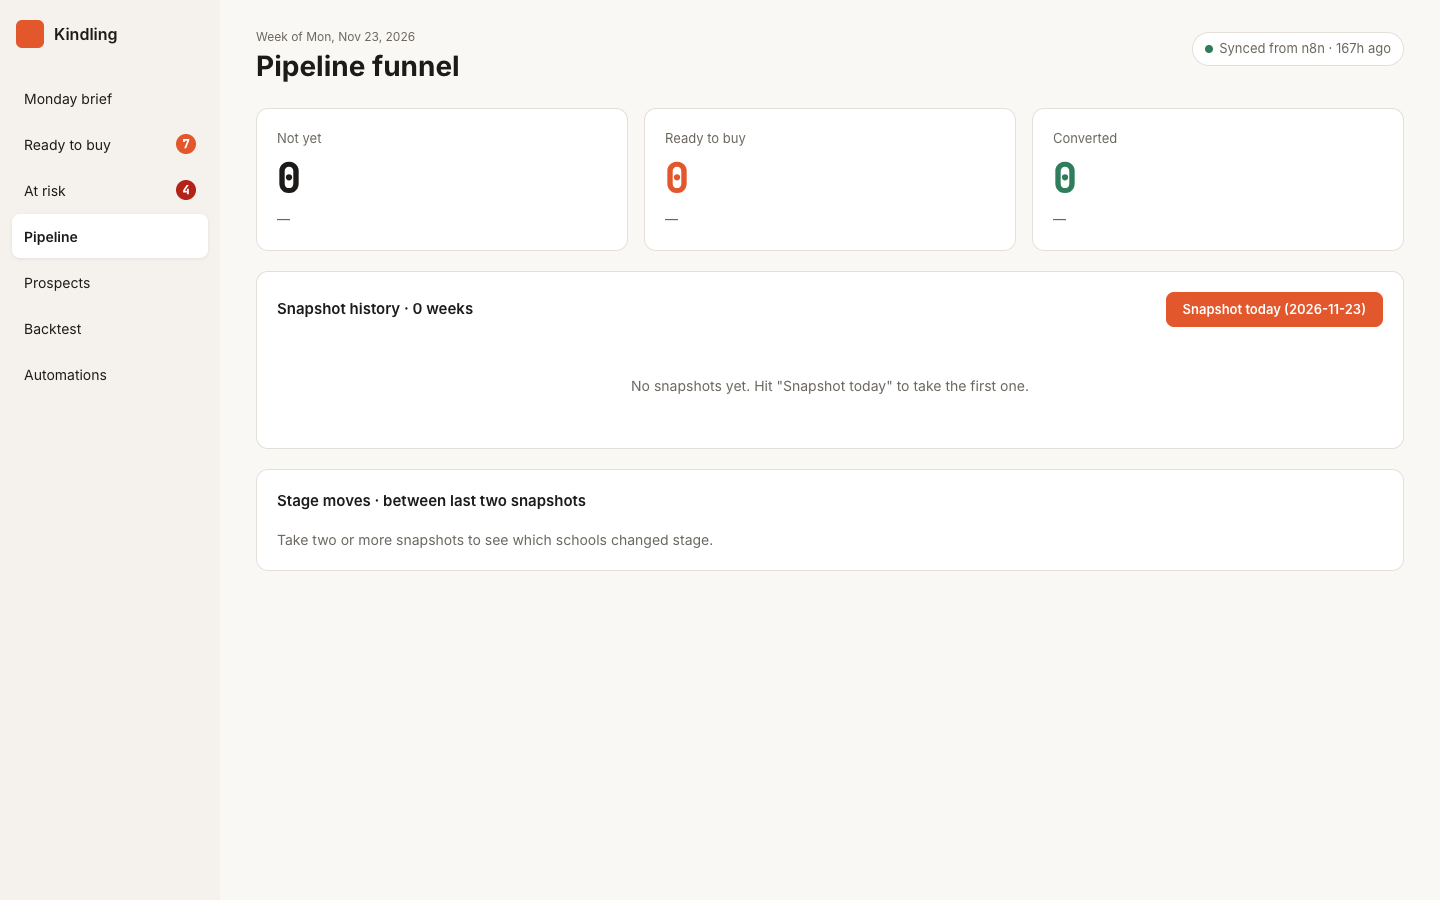 Kindling
Monday brief
Ready to buy 7
At risk 4
Pipeline
Prospects
Backtest
Automations
Week of Mon, Nov 23, 2026
Pipeline funnel
Synced from n8n · 167h ago
Not yet
0
—
Ready to buy
0
—
Converted
0
—
Snapshot history · 0 weeks
Snapshot today (2026-11-23)
No snapshots yet. Hit "Snapshot today" to take the first one.
Stage moves · between last two snapshots
Take two or more snapshots to see which schools changed stage.